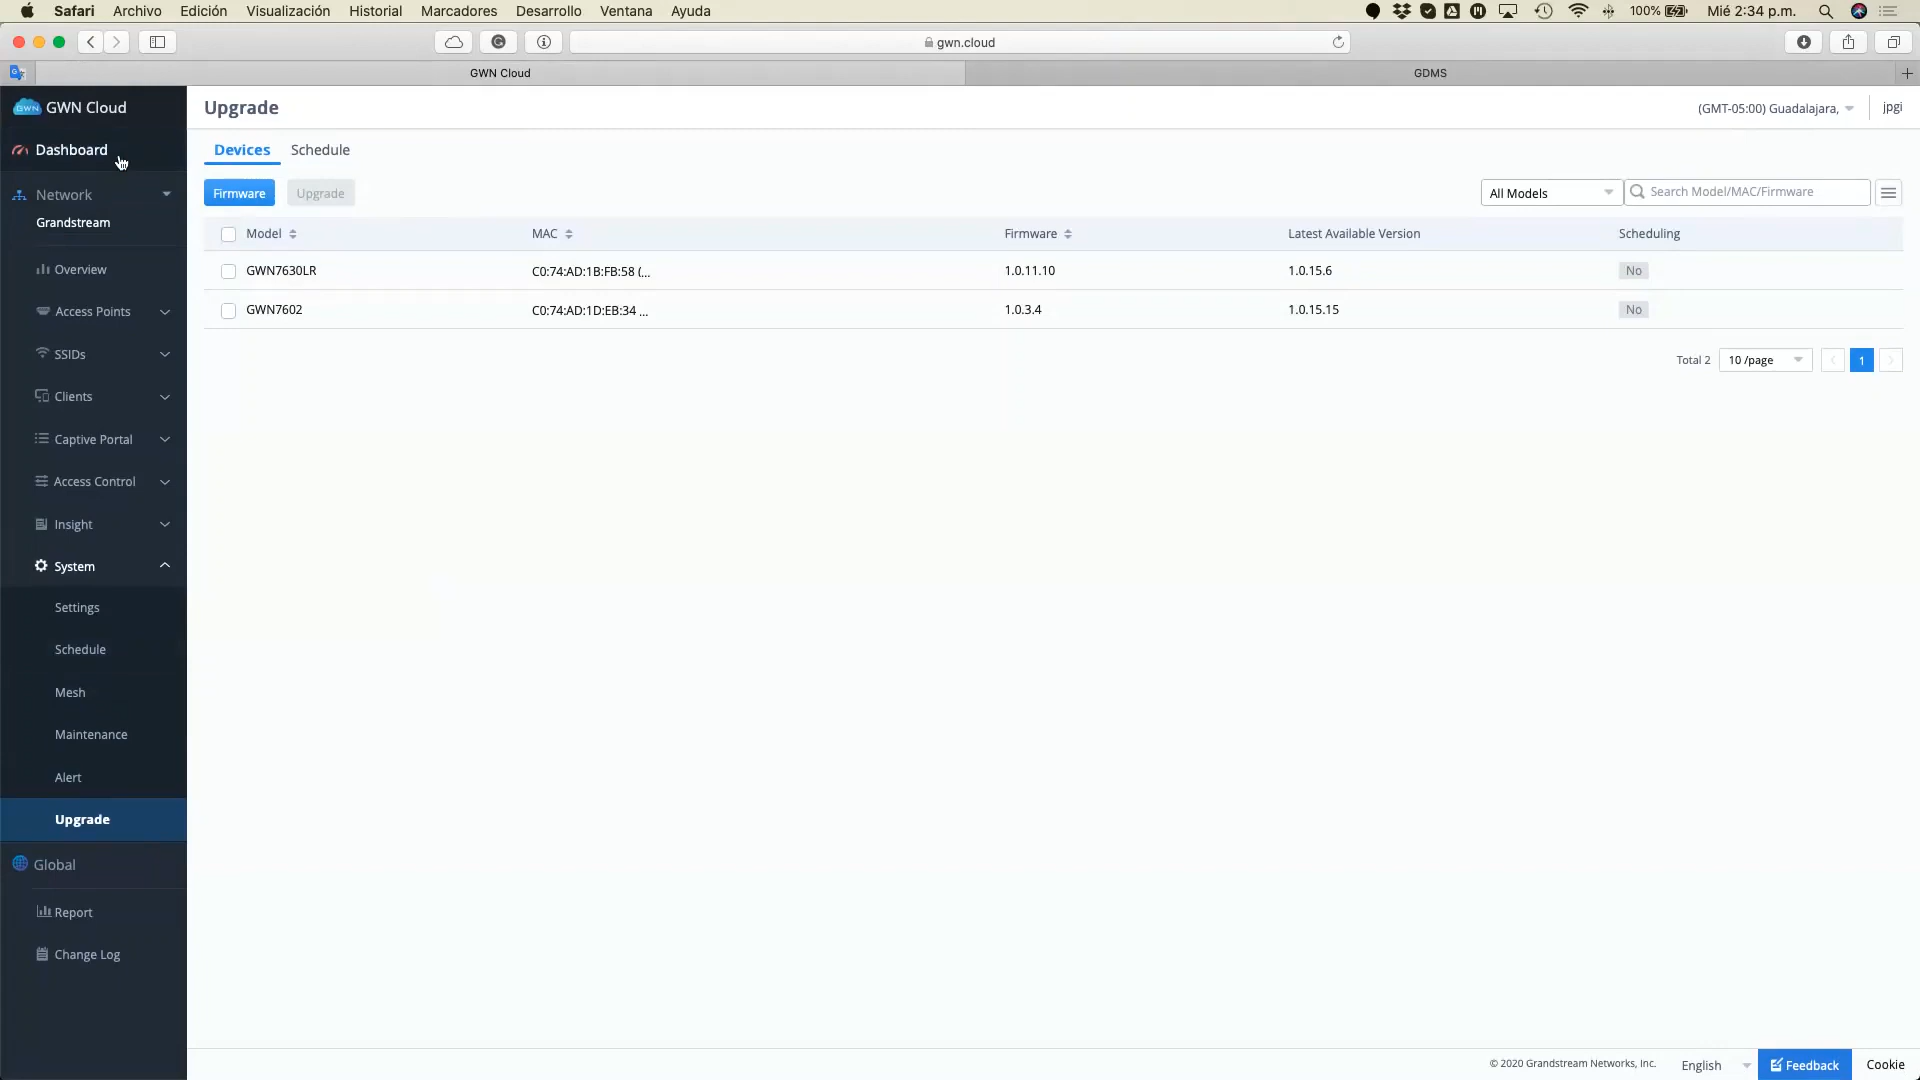 Safari Archivo Edición Visualización Historial Marcadores Desarrollo Ventana Ayuda 100% Mié 2:34 p.m.
gwn.cloud
GWN Cloud GDMS
GWN GWN Cloud
Upgrade
(GMT-05:00) Guadalajara, jpgi
Dashboard
Devices Schedule
Network
Grandstream
Firmware Upgrade
All Models Search Model/MAC/Firmware
Model MAC Firmware Latest Available Version Scheduling
GWN7630LR C0:74:AD:1B:FB:58 (... 1.0.11.10 1.0.15.6 No
GWN7602 C0:74:AD:1D:EB:34 ... 1.0.3.4 1.0.15.15 No
Total 2 10 /page 1
Overview
Access Points
SSIDs
Clients
Captive Portal
Access Control
Insight
System
Settings
Schedule
Mesh
Maintenance
Alert
Upgrade
Global
Report
Change Log
© 2020 Grandstream Networks, Inc. English Feedback Cookie